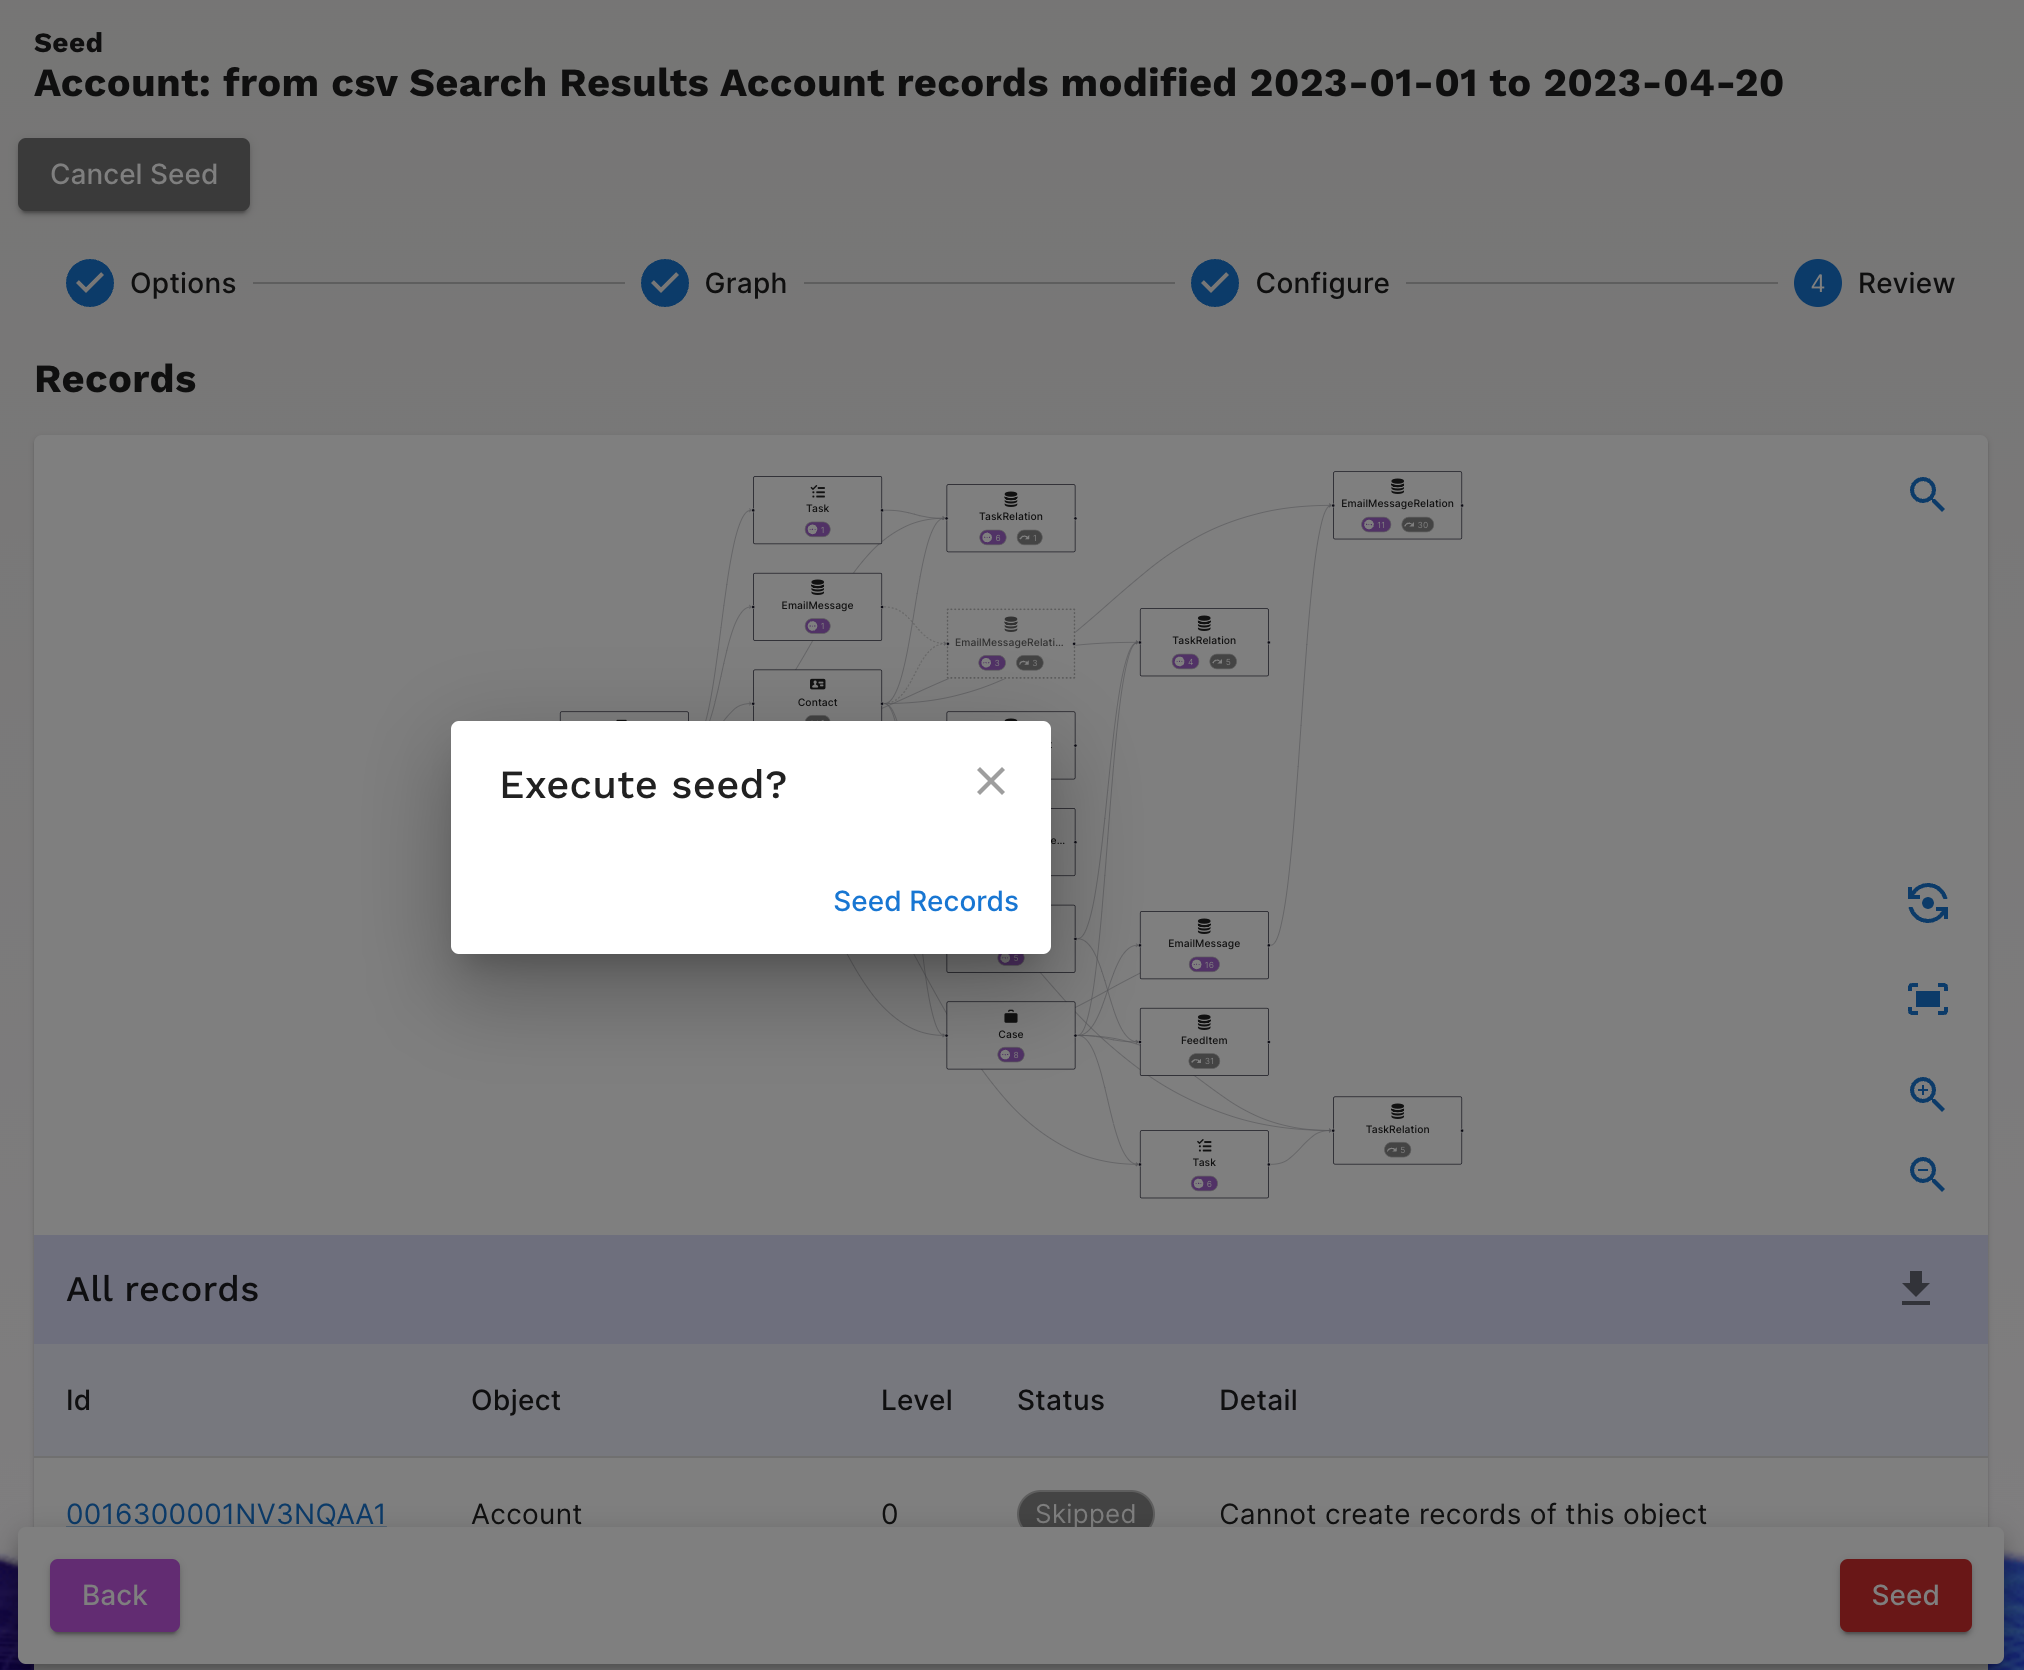 Seed
Account: from csv Search Results Account records modified 2023-01-01 to 2023-04-20
Cancel Seed
Options
Graph
Configure
4 Review
Records
Task
1
TaskRelation
6 1
EmailMessageRelation
11 30
EmailMessage
1
EmailMessageRelati...
3 3
TaskRelation
4 5
Contact
Execute seed?
e...
Seed Records
5
EmailMessage
16
Case
8
FeedItem
31
TaskRelation
5
Task
6
All records
Id Object Level Status Detail
0016300001NV3NQAA1 Account 0 Skipped Cannot create records of this object
Back
Seed